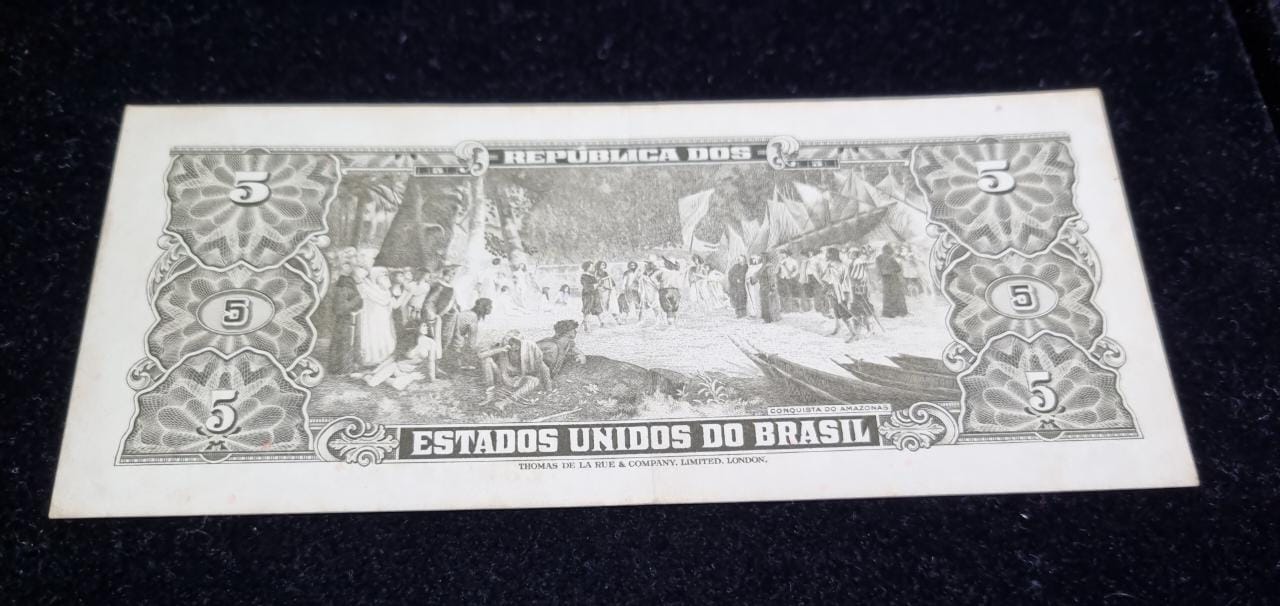 REPÚBLICA DOS
5
5
5
5
5
5
CONQUISTA DO AMAZONAS
ESTADOS UNIDOS DO BRASIL
THOMAS DE LA RUE & COMPANY, LIMITED, LONDON.